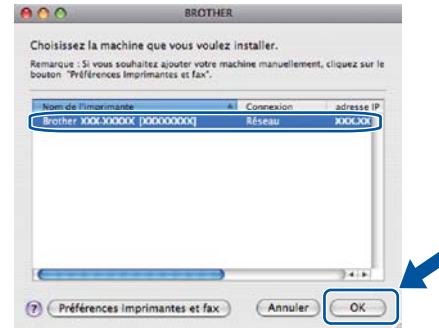 BROTHER
Choisissez la machine que vous voulez installer.
Remarque : Si vous souhaitez ajouter votre machine manuellement, cliquez sur le
bouton "Préférences Imprimantes et fax".
Nom de l'imprimante Connexion adresse IP
Brother XXX-XXXXX [XXXXXXXX] Réseau XXX.XX
? Préférences Imprimantes et fax Annuler OK